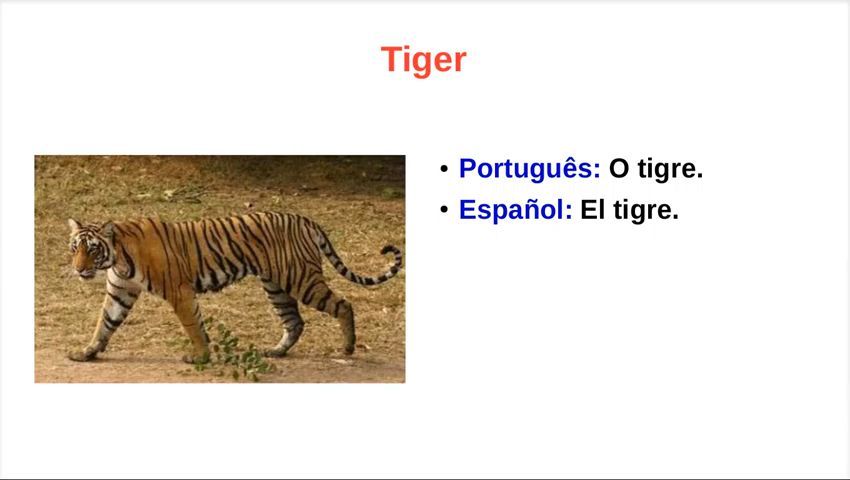 Tiger
• Português: O tigre.
• Español: El tigre.